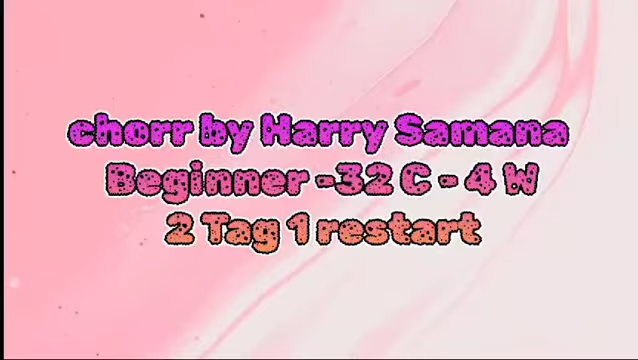 chorr by Harry Samana
Beginner -32 C - 4 W
2 Tag 1 restart